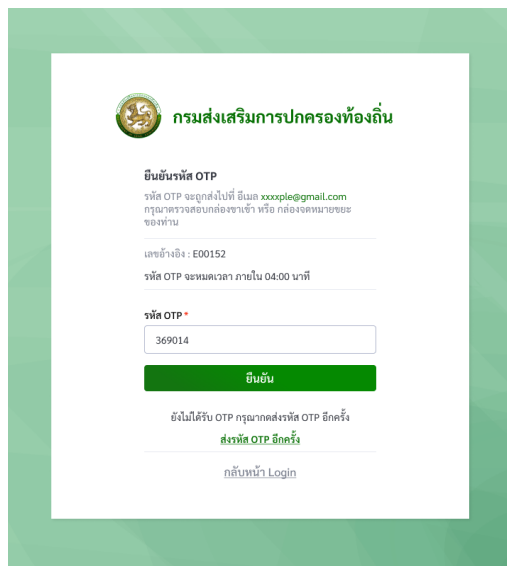 กรมส่งเสริมการปกครองท้องถิ่น
ยืนยันรหัส OTP
รหัส OTP จะถูกส่งไปที่ อีเมล xxxxple@gmail.com
กรุณาตรวจสอบกล่องขาเข้า หรือ กล่องจดหมายขยะ
ของท่าน
เลขอ้างอิง : E00152
รหัส OTP จะหมดเวลา ภายใน 04:00 นาที
รหัส OTP *
369014
ยืนยัน
ยังไม่ได้รับ OTP กรุณากดส่งรหัส OTP อีกครั้ง
ส่งรหัส OTP อีกครั้ง
กลับหน้า Login